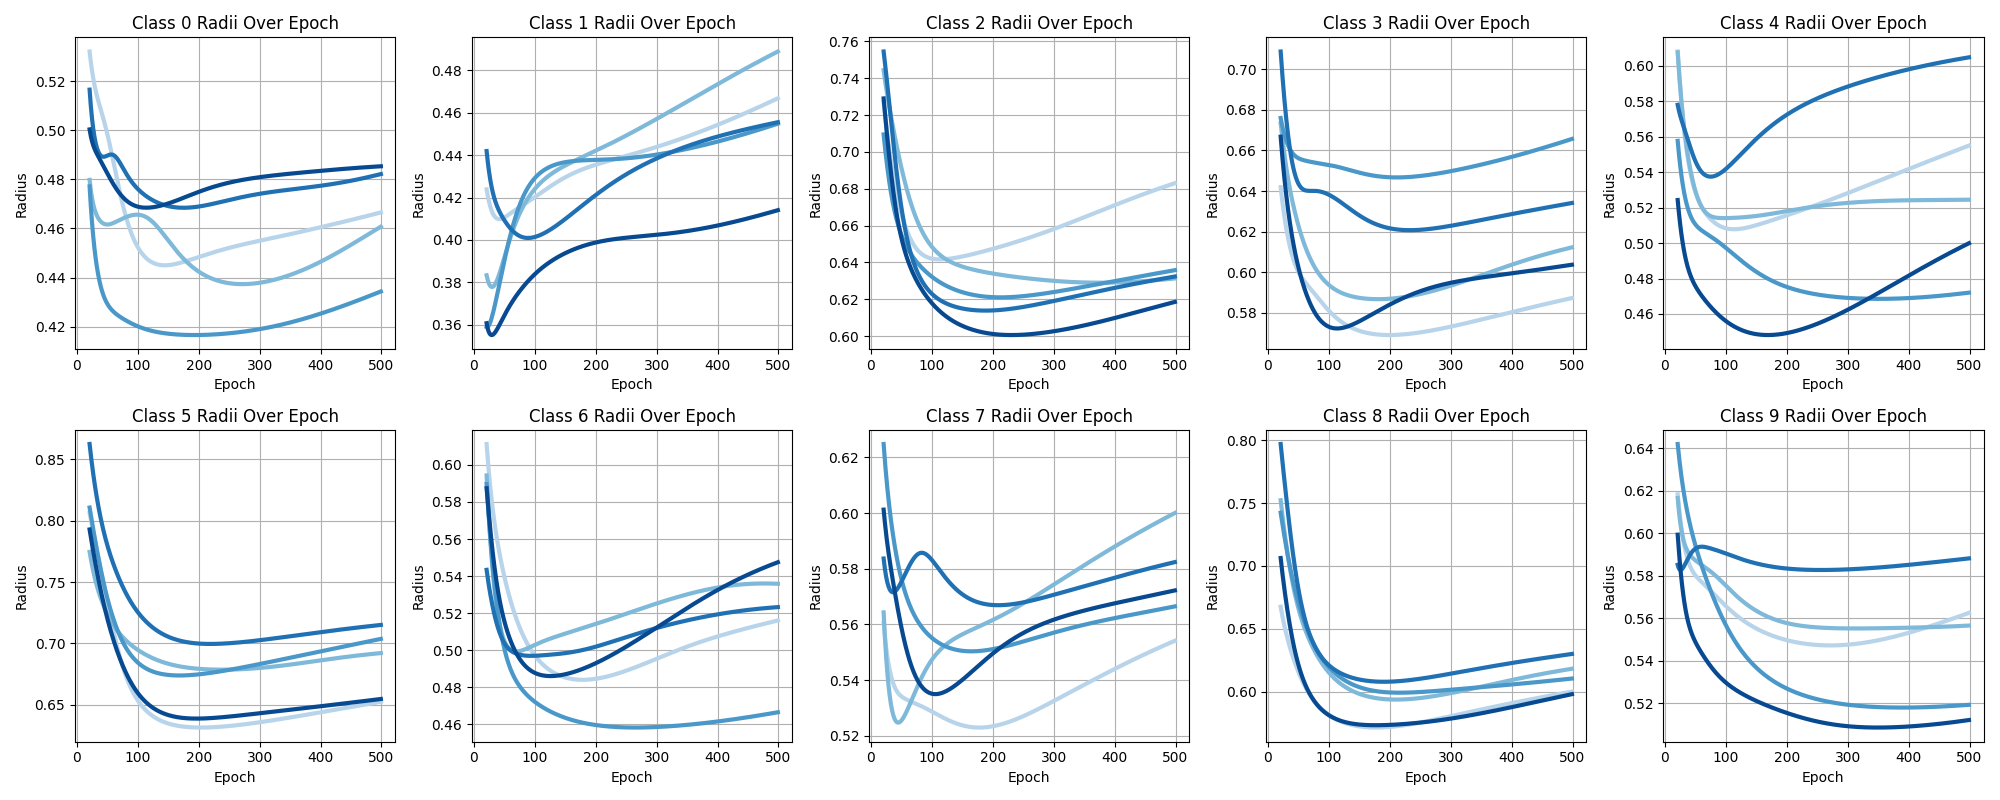 Class 0 Radii Over Epoch
Radius
0.52
0.50
0.48
0.46
0.44
0.42
0 100 200 300 400 500
Epoch
Class 1 Radii Over Epoch
Radius
0.48
0.46
0.44
0.42
0.40
0.38
0.36
0 100 200 300 400 500
Epoch
Class 2 Radii Over Epoch
Radius
0.76
0.74
0.72
0.70
0.68
0.66
0.64
0.62
0.60
0 100 200 300 400 500
Epoch
Class 3 Radii Over Epoch
Radius
0.70
0.68
0.66
0.64
0.62
0.60
0.58
0 100 200 300 400 500
Epoch
Class 4 Radii Over Epoch
Radius
0.60
0.58
0.56
0.54
0.52
0.50
0.48
0.46
0 100 200 300 400 500
Epoch
Class 5 Radii Over Epoch
Radius
0.85
0.80
0.75
0.70
0.65
0 100 200 300 400 500
Epoch
Class 6 Radii Over Epoch
Radius
0.60
0.58
0.56
0.54
0.52
0.50
0.48
0.46
0 100 200 300 400 500
Epoch
Class 7 Radii Over Epoch
Radius
0.62
0.60
0.58
0.56
0.54
0.52
0 100 200 300 400 500
Epoch
Class 8 Radii Over Epoch
Radius
0.80
0.75
0.70
0.65
0.60
0 100 200 300 400 500
Epoch
Class 9 Radii Over Epoch
Radius
0.64
0.62
0.60
0.58
0.56
0.54
0.52
0 100 200 300 400 500
Epoch